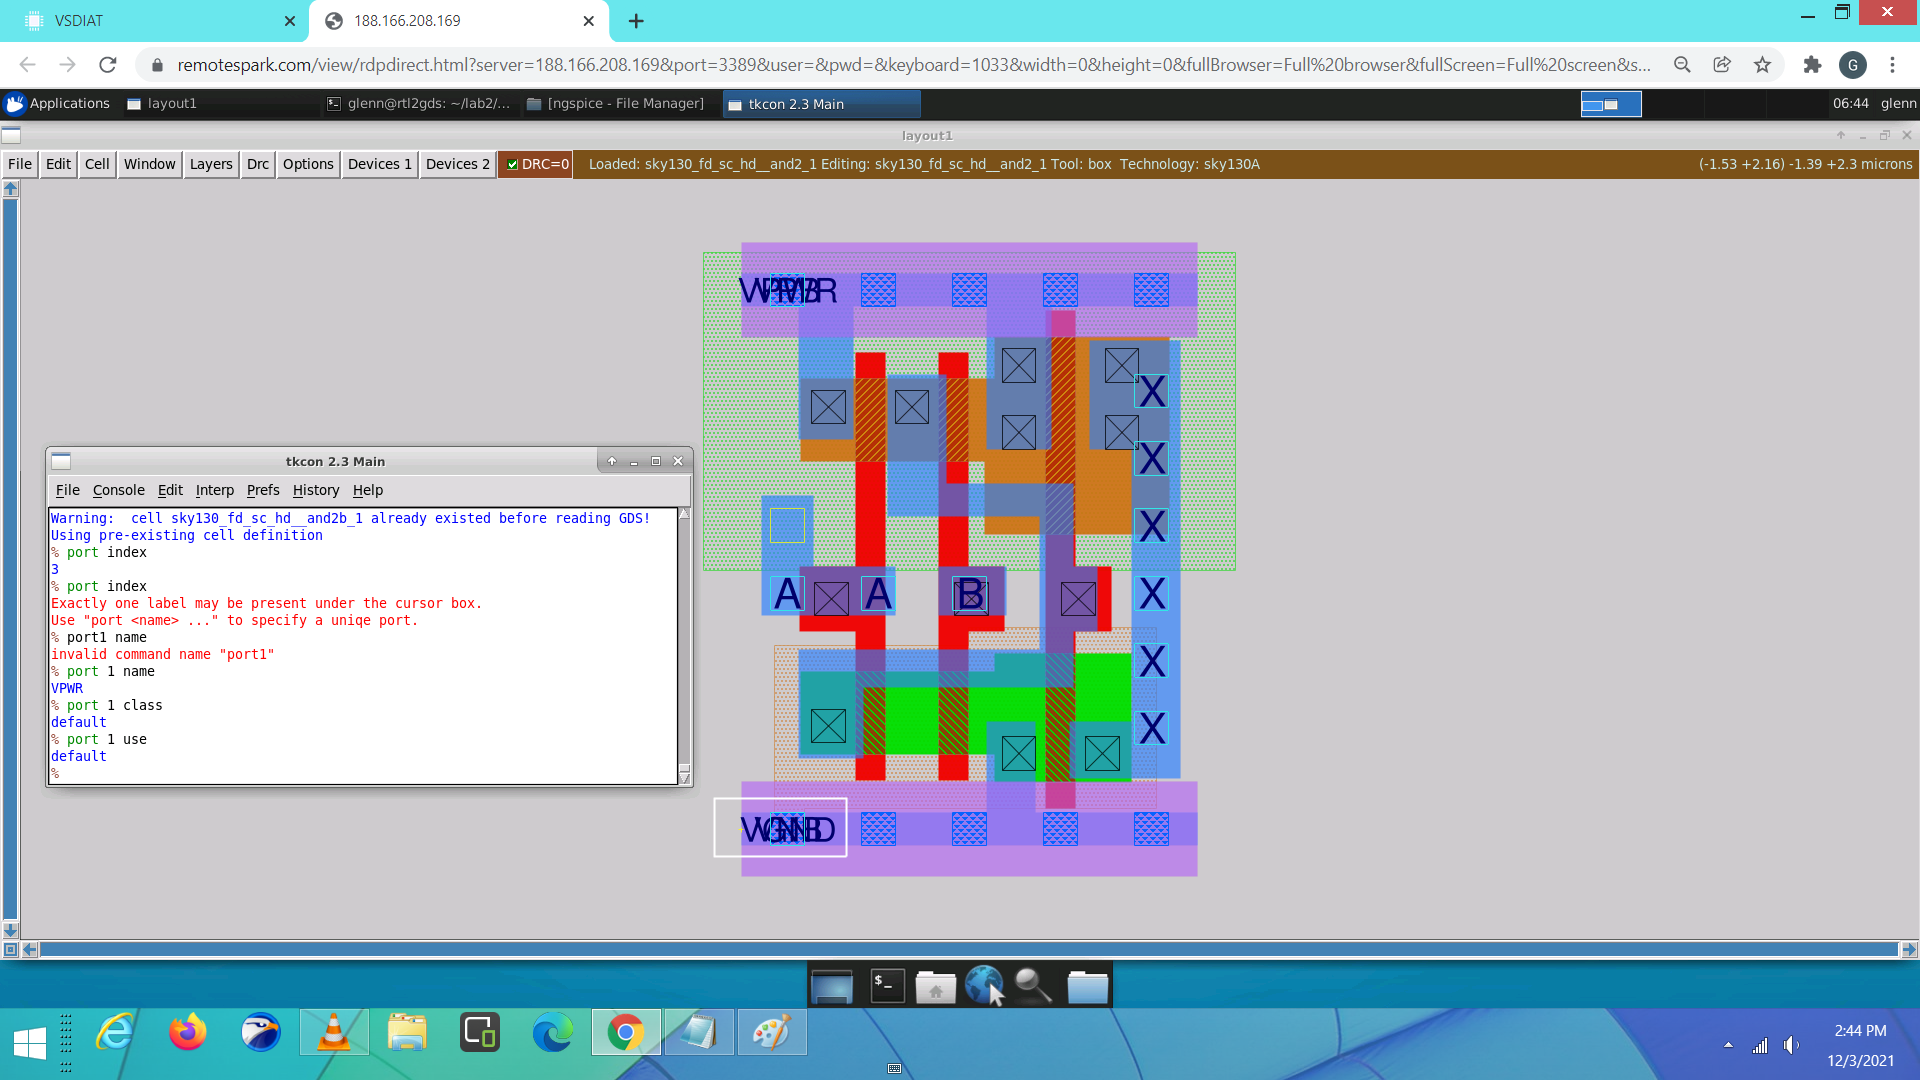 VSDIAT
188.166.208.169
remotespark.com/view/rdpdirect.html?server=188.166.208.169&port=3389&user=&pwd=&keyboard=1033&width=0&height=0&fullBrowser=Full%20browser&fullScreen=Full%20screen&s...
G
Applications
layout1
glenn@rtl2gds: ~/lab2/...
[ngspice - File Manager]
tkcon 2.3 Main
06:44
glenn
layout1
File
Edit
Cell
Window
Layers
Drc
Options
Devices 1
Devices 2
DRC=0
Loaded: sky130_fd_sc_hd__and2_1 Editing: sky130_fd_sc_hd__and2_1 Tool: box Technology: sky130A
(-1.53 +2.16) -1.39 +2.3 microns
X
X
X
A
A
B
X
X
X
tkcon 2.3 Main
File
Console
Edit
Interp
Prefs
History
Help
Warning:  cell sky130_fd_sc_hd__and2b_1 already existed before reading GDS!
Using pre-existing cell definition
% port index
3
% port index
Exactly one label may be present under the cursor box.
Use "port <name> ..." to specify a uniqe port.
% port1 name
invalid command name "port1"
% port 1 name
VPWR
% port 1 class
default
% port 1 use
default
%
$_
2:44 PM
12/3/2021